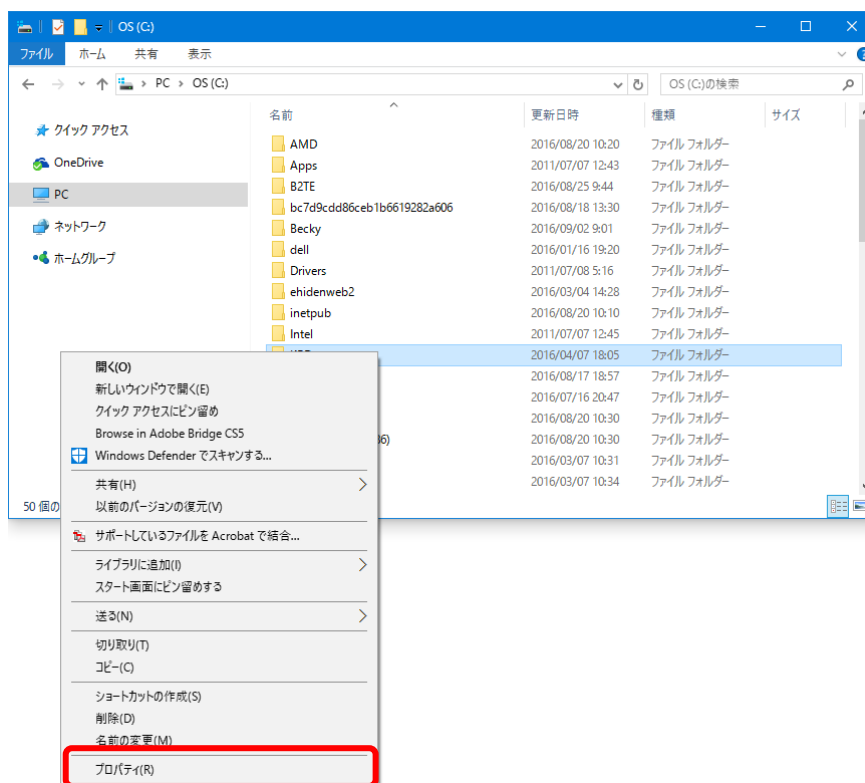 OS (C:)
ファイル ホーム 共有 表示
PC OS (C:) OS (C:)の検索
名前 更新日時 種類 サイズ
クイック アクセス
OneDrive
PC
ネットワーク
ホームグループ
AMD 2016/08/20 10:20 ファイル フォルダー
Apps 2011/07/07 12:43 ファイル フォルダー
B2TE 2016/08/25 9:44 ファイル フォルダー
bc7d9cdd86ceb1b6619282a606 2016/08/18 13:30 ファイル フォルダー
Becky 2016/09/02 9:01 ファイル フォルダー
dell 2016/01/16 19:20 ファイル フォルダー
Drivers 2011/07/08 5:16 ファイル フォルダー
ehidenweb2 2016/03/04 14:28 ファイル フォルダー
inetpub 2016/08/20 10:10 ファイル フォルダー
Intel 2011/07/07 12:45 ファイル フォルダー
2016/04/07 18:05 ファイル フォルダー
2016/08/17 18:57 ファイル フォルダー
2016/07/16 20:47 ファイル フォルダー
2016/08/20 10:30 ファイル フォルダー
86) 2016/08/20 10:30 ファイル フォルダー
2016/03/07 10:31 ファイル フォルダー
2016/03/07 10:34 ファイル フォルダー
50 個の
開く(O)
新しいウィンドウで開く(E)
クイック アクセスにピン留め
Browse in Adobe Bridge CS5
Windows Defender でスキャンする...
共有(H)
以前のバージョンの復元(V)
サポートしているファイルを Acrobat で結合...
ライブラリに追加(I)
スタート画面にピン留めする
送る(N)
切り取り(T)
コピー(C)
ショートカットの作成(S)
削除(D)
名前の変更(M)
プロパティ(R)